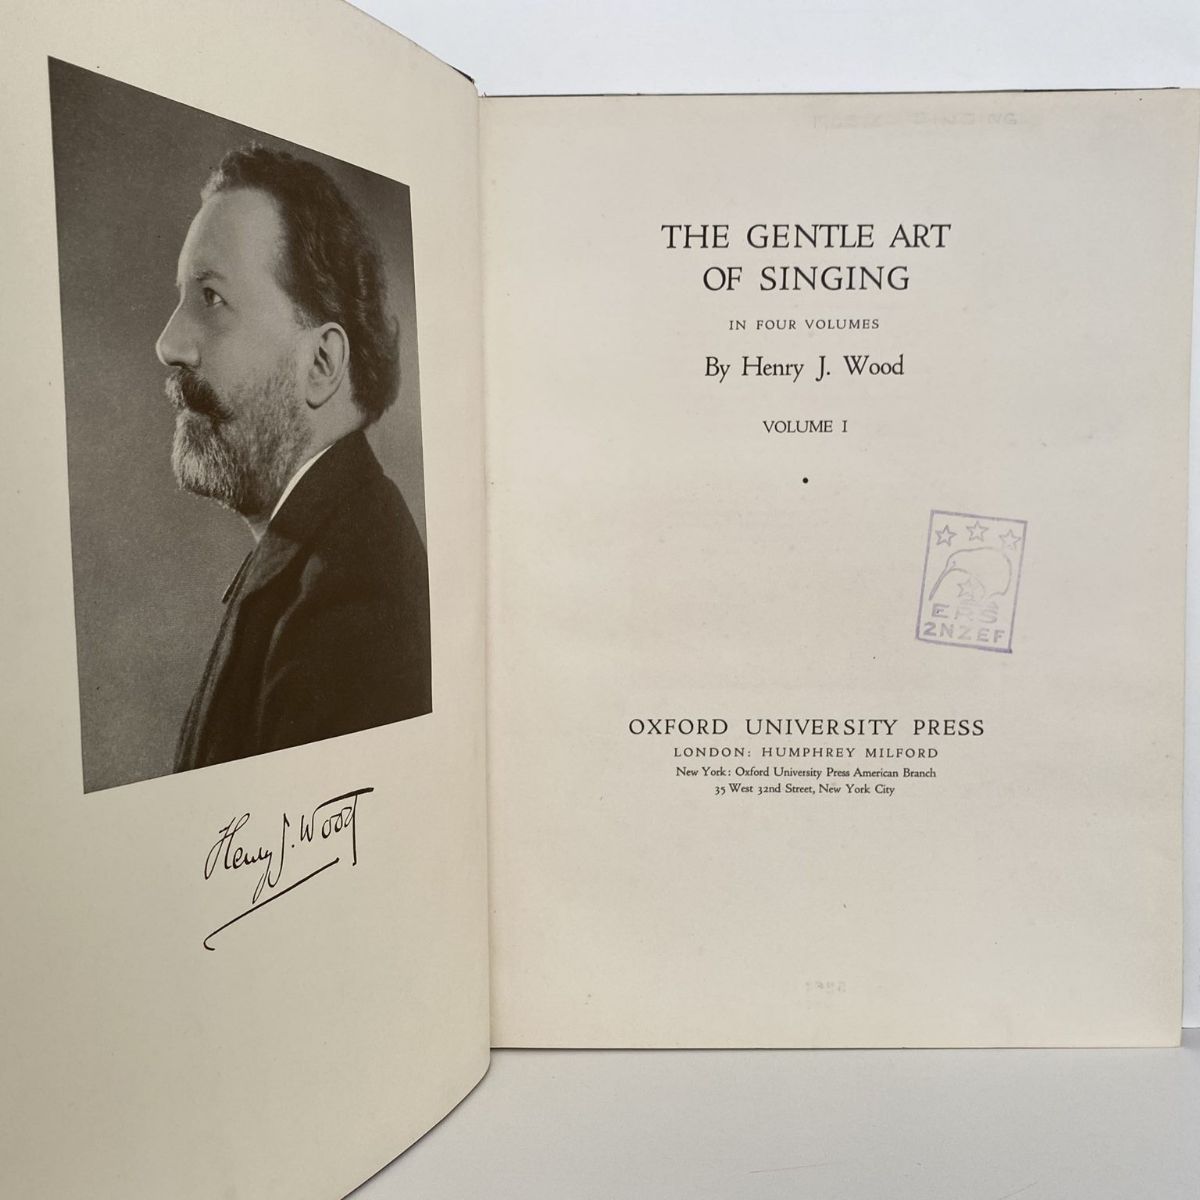 Henry J. Wood
THE GENTLE ART
OF SINGING
IN FOUR VOLUMES
By Henry J. Wood
VOLUME I
ERS
2NZEF
OXFORD UNIVERSITY PRESS
LONDON: HUMPHREY MILFORD
New York: Oxford University Press American Branch
35 West 32nd Street, New York City